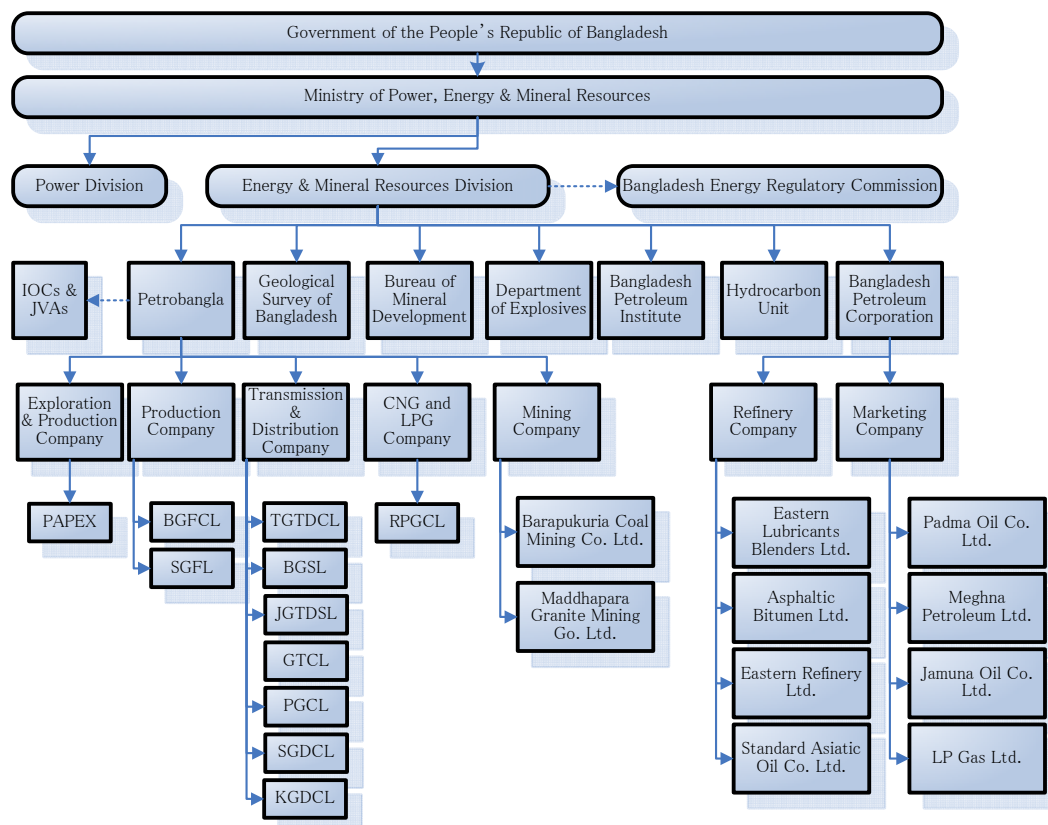 Government of the People's Republic of Bangladesh
Ministry of Power, Energy & Mineral Resources
Power Division
Energy & Mineral Resources Division
Bangladesh Energy Regulatory Commission
IOCs &
JVAs
Petrobangla
Geological
Survey of
Bangladesh
Bureau of
Mineral
Development
Department
of Explosives
Bangladesh
Petroleum
Institute
Hydrocarbon
Unit
Bangladesh
Petroleum
Corporation
Exploration
& Production
Company
Production
Company
Transmission
&
Distribution
Company
CNG and
LPG
Company
Mining
Company
Refinery
Company
Marketing
Company
PAPEX
BGFCL
SGFL
TGTDCL
BGSL
JGTDSL
GTCL
PGCL
SGDCL
KGDCL
RPGCL
Barapukuria Coal
Mining Co. Ltd.
Maddhapara
Granite Mining
Go. Ltd.
Eastern
Lubricants
Blenders Ltd.
Asphaltic
Bitumen Ltd.
Eastern Refinery
Ltd.
Standard Asiatic
Oil Co. Ltd.
Padma Oil Co.
Ltd.
Meghna
Petroleum Ltd.
Jamuna Oil Co.
Ltd.
LP Gas Ltd.